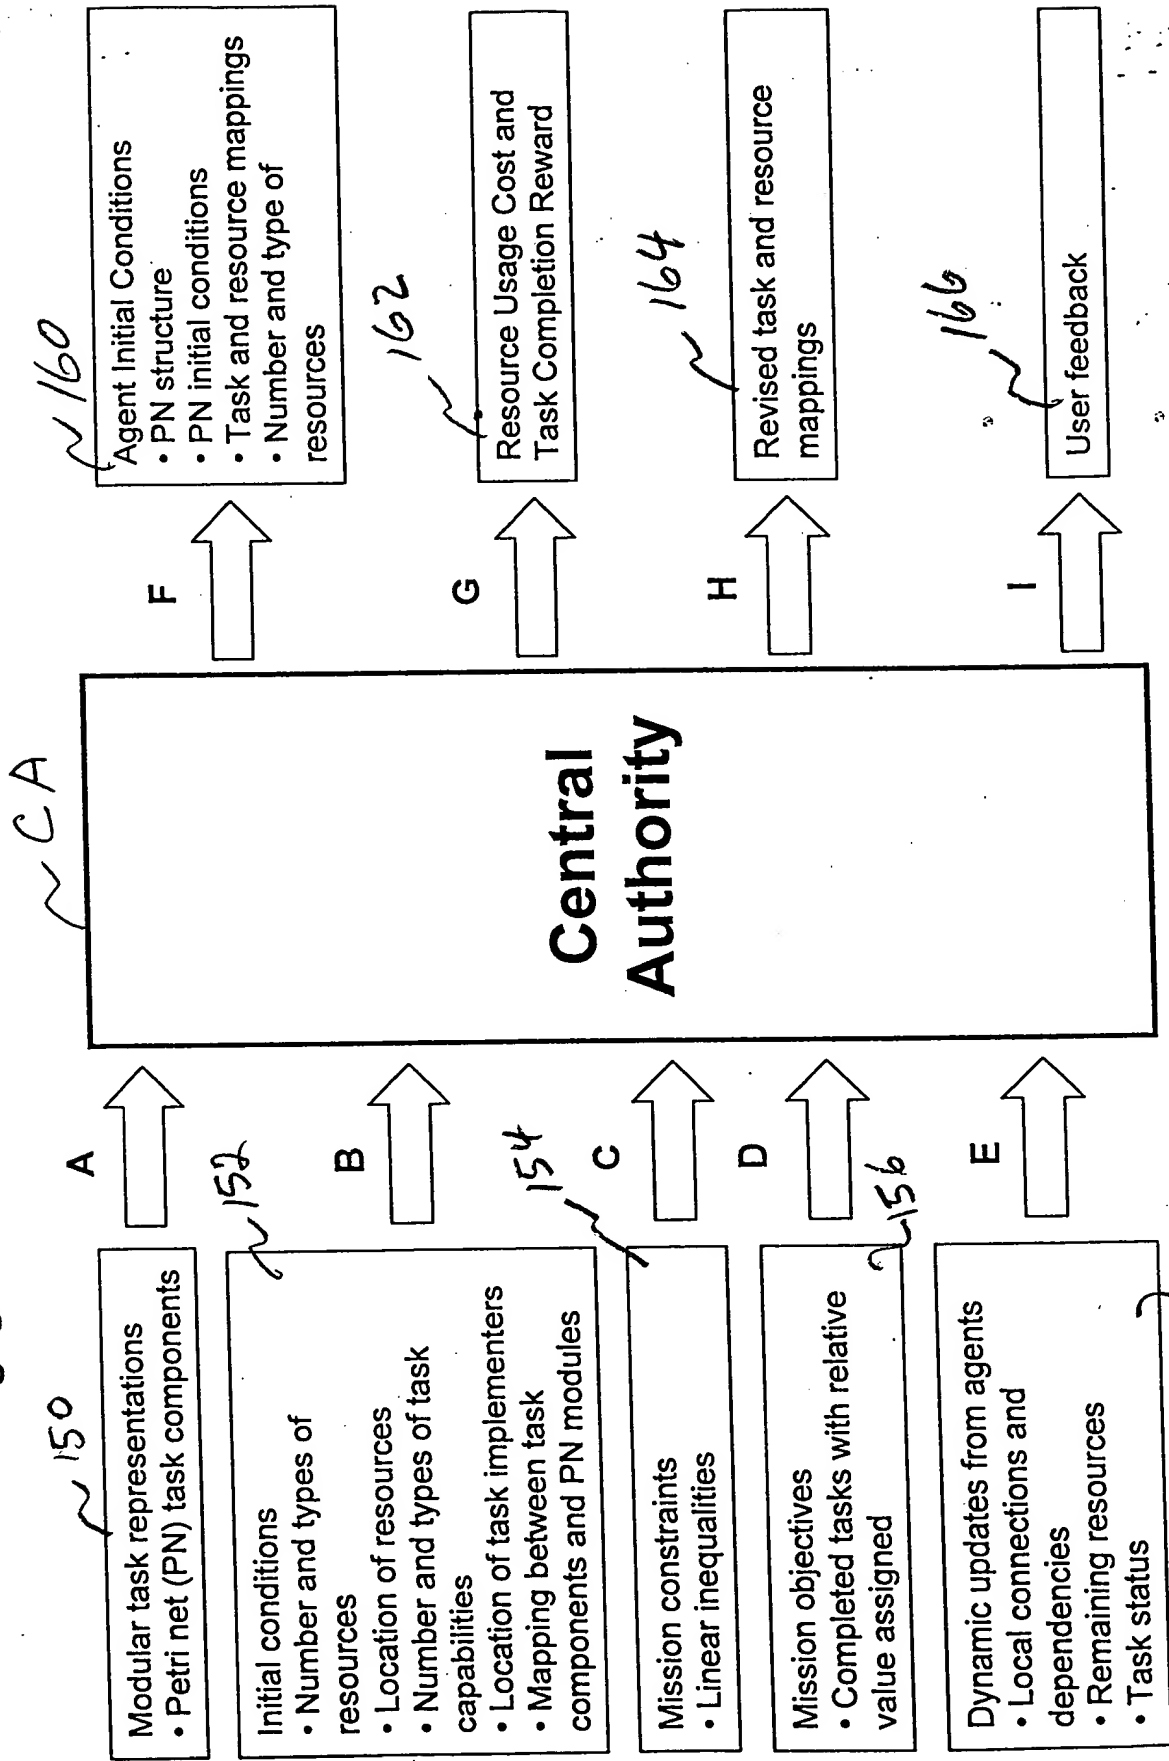 CA
150
Modular task representations
• Petri net (PN) task components
A
152
Initial conditions
• Number and types of
resources
• Location of resources
• Number and types of task
capabilities
• Location of task implementers
• Mapping between task
components and PN modules
B
154
Mission constraints
• Linear inequalities
C
Mission objectives
• Completed tasks with relative
value assigned
156
D
Dynamic updates from agents
• Local connections and
dependencies
• Remaining resources
• Task status
E
Central
Authority
F
160
Agent Initial Conditions
• PN structure
• PN initial conditions
• Task and resource mappings
• Number and type of
resources
G
162
Resource Usage Cost and
Task Completion Reward
H
164
Revised task and resource
mappings
I
166
User feedback